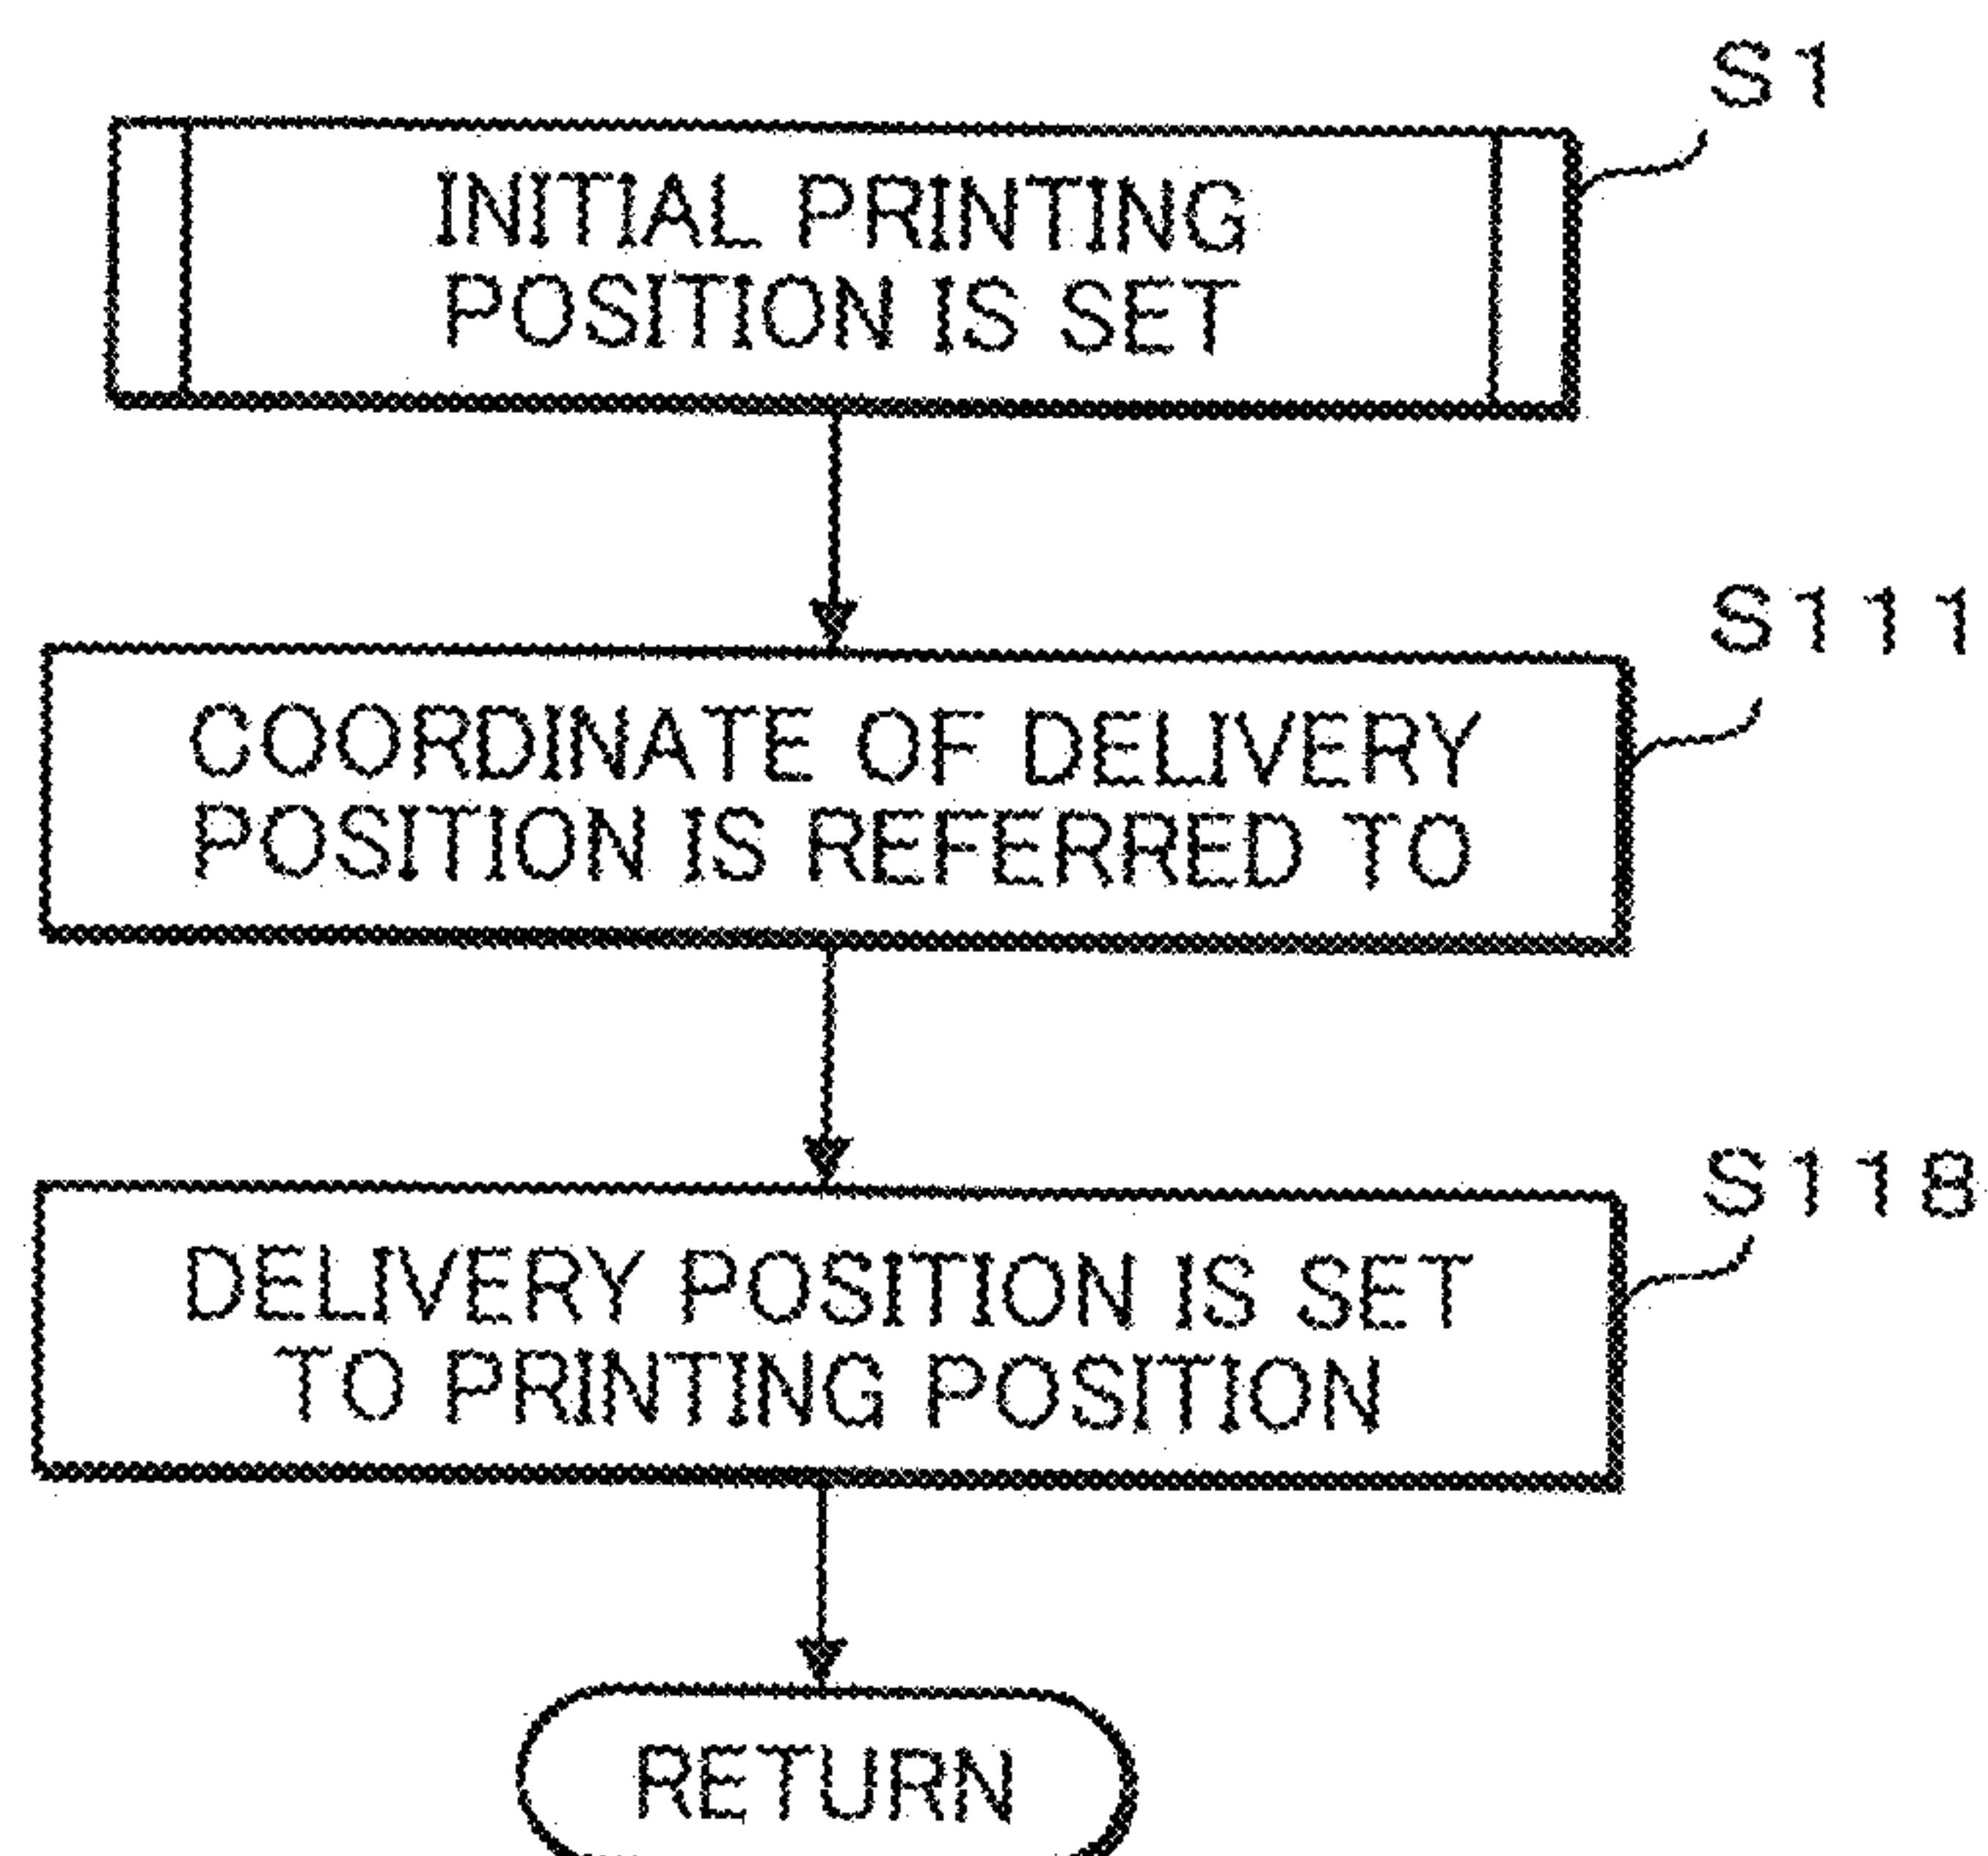 S1
INITIAL PRINTING
POSITION IS SET
S111
COORDINATE OF DELIVERY
POSITION IS REFERRED TO
S118
DELIVERY POSITION IS SET
TO PRINTING POSITION
RETURN